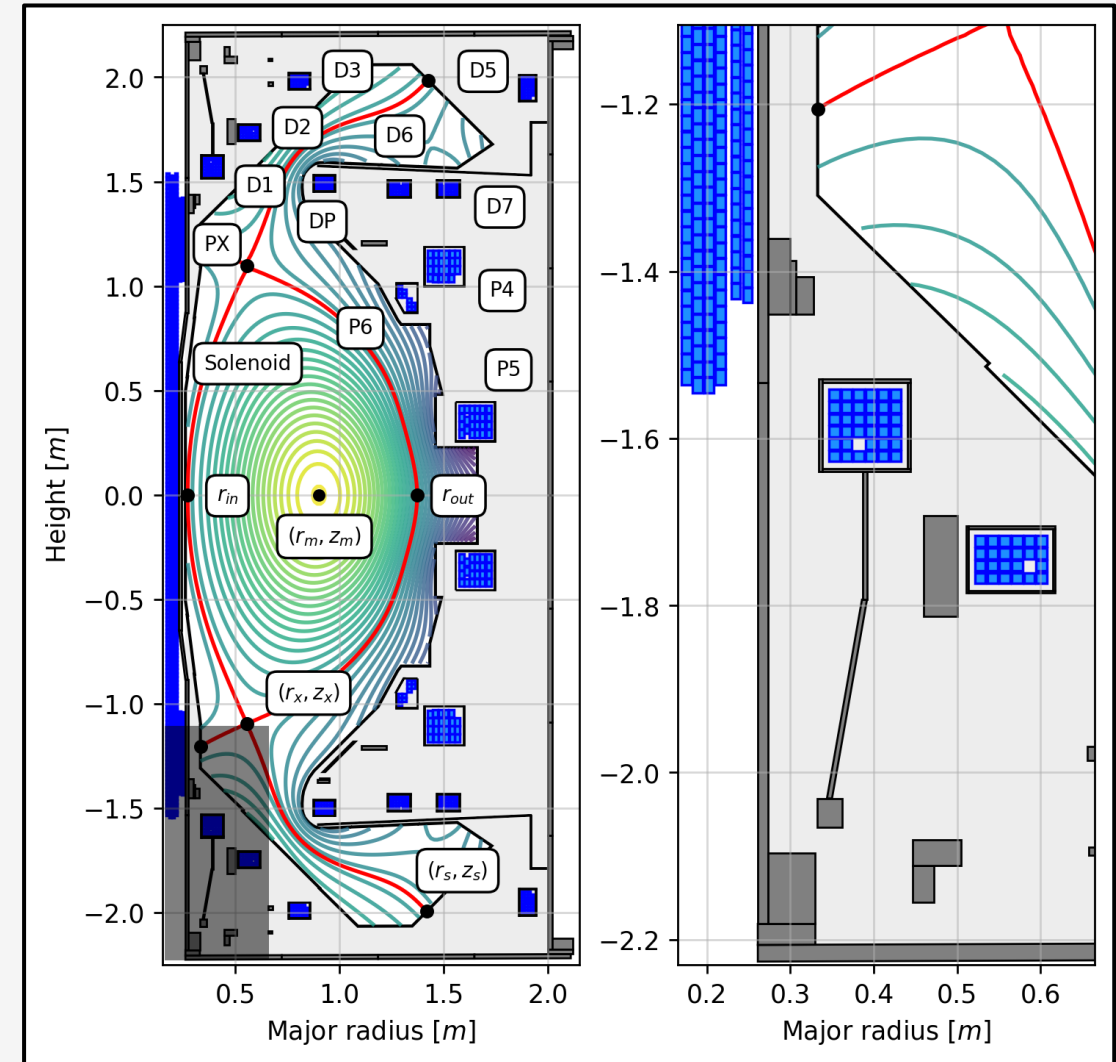 Height [m]
2.0
1.5
1.0
0.5
0.0
−0.5
−1.0
−1.5
−2.0
D3
D5
D2
D6
D1
D7
DP
PX
P4
P6
Solenoid
P5
r_in
r_out
(r_m, z_m)
(r_x, z_x)
(r_s, z_s)
0.5 1.0 1.5 2.0
Major radius [m]
−1.2
−1.4
−1.6
−1.8
−2.0
−2.2
0.2 0.3 0.4 0.5 0.6
Major radius [m]